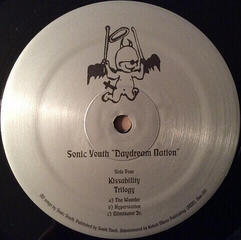 Sonic Youth "Daydream Nation"
Side Four
Kissability
Trilogy
a) The Wonder
b) Hyperstation
z) Eliminator Jr.